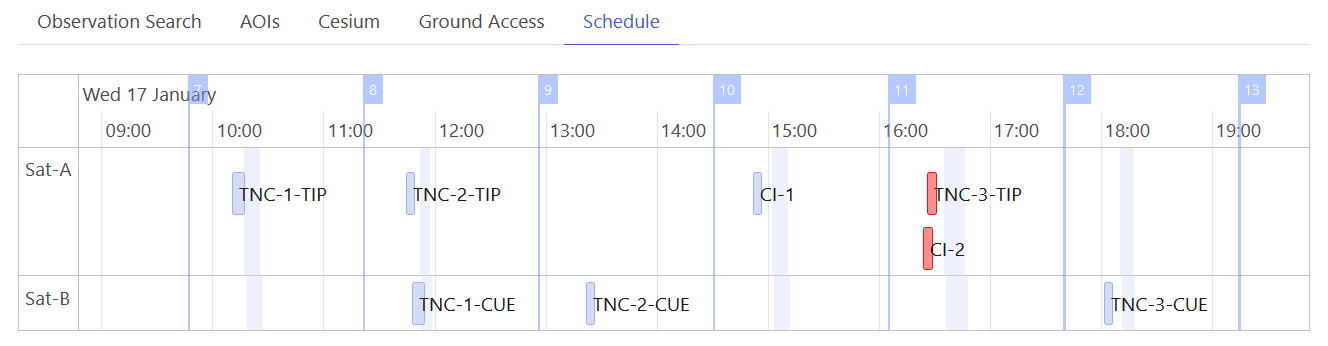 Observation Search AOIs Cesium Ground Access Schedule
7 8 9 10 11 12 13
Wed 17 January
09:00 10:00 11:00 12:00 13:00 14:00 15:00 16:00 17:00 18:00 19:00
Sat-A
TNC-1-TIP TNC-2-TIP CI-1 TNC-3-TIP
CI-2
Sat-B
TNC-1-CUE TNC-2-CUE TNC-3-CUE